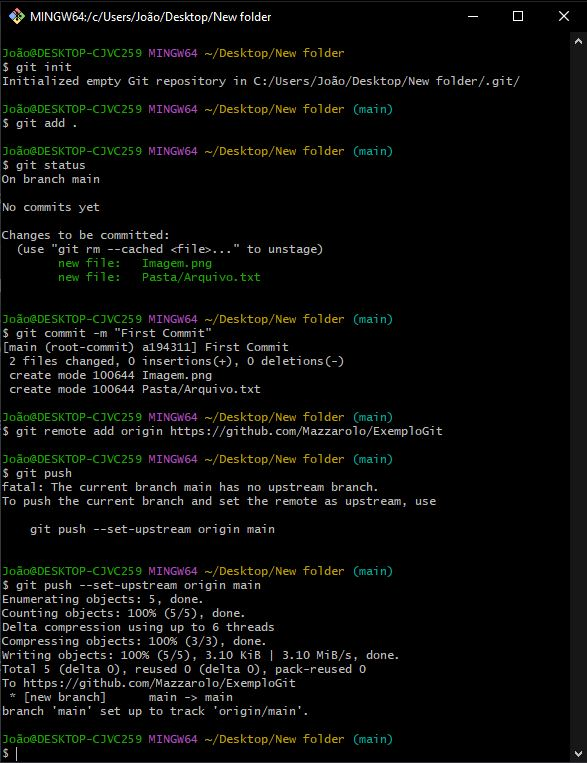 MINGW64:/c/Users/João/Desktop/New folder
João@DESKTOP-CJVC259 MINGW64 ~/Desktop/New folder
$ git init
Initialized empty Git repository in C:/Users/João/Desktop/New folder/.git/
João@DESKTOP-CJVC259 MINGW64 ~/Desktop/New folder (main)
$ git add .
João@DESKTOP-CJVC259 MINGW64 ~/Desktop/New folder (main)
$ git status
On branch main
No commits yet
Changes to be committed:
  (use "git rm --cached <file>..." to unstage)
        new file:   Imagem.png
        new file:   Pasta/Arquivo.txt
João@DESKTOP-CJVC259 MINGW64 ~/Desktop/New folder (main)
$ git commit -m "First Commit"
[main (root-commit) a194311] First Commit
 2 files changed, 0 insertions(+), 0 deletions(-)
 create mode 100644 Imagem.png
 create mode 100644 Pasta/Arquivo.txt
João@DESKTOP-CJVC259 MINGW64 ~/Desktop/New folder (main)
$ git remote add origin https://github.com/Mazzarolo/ExemploGit
João@DESKTOP-CJVC259 MINGW64 ~/Desktop/New folder (main)
$ git push
fatal: The current branch main has no upstream branch.
To push the current branch and set the remote as upstream, use
    git push --set-upstream origin main
João@DESKTOP-CJVC259 MINGW64 ~/Desktop/New folder (main)
$ git push --set-upstream origin main
Enumerating objects: 5, done.
Counting objects: 100% (5/5), done.
Delta compression using up to 6 threads
Compressing objects: 100% (3/3), done.
Writing objects: 100% (5/5), 3.10 KiB | 3.10 MiB/s, done.
Total 5 (delta 0), reused 0 (delta 0), pack-reused 0
To https://github.com/Mazzarolo/ExemploGit
 * [new branch]      main -> main
branch 'main' set up to track 'origin/main'.
João@DESKTOP-CJVC259 MINGW64 ~/Desktop/New folder (main)
$